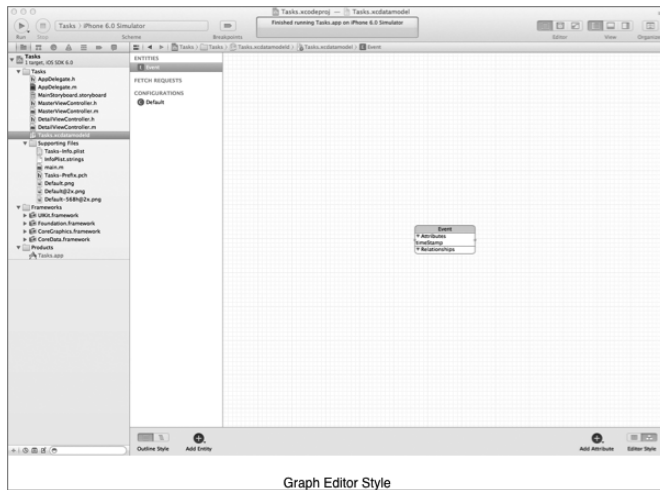 Tasks.xcodeproj — Tasks.xcdatamodel
Tasks > iPhone 6.0 Simulator
Finished running Tasks.app on iPhone 6.0 Simulator
Run Stop Scheme Breakpoints Editor View Organizer
Tasks > Tasks > Tasks.xcdatamodeld > Tasks.xcdatamodel > E Event
Tasks
1 target, iOS SDK 6.0
Tasks
AppDelegate.h
AppDelegate.m
MainStoryboard.storyboard
MasterViewController.h
MasterViewController.m
DetailViewController.h
DetailViewController.m
Tasks.xcdatamodeld
Supporting Files
Tasks-Info.plist
InfoPlist.strings
main.m
Tasks-Prefix.pch
Default.png
Default@2x.png
Default-568h@2x.png
Frameworks
UIKit.framework
Foundation.framework
CoreGraphics.framework
CoreData.framework
Products
Tasks.app
ENTITIES
E Event
FETCH REQUESTS
CONFIGURATIONS
C Default
Event
Attributes
timeStamp
Relationships
Outline Style Add Entity Add Attribute Editor Style
Graph Editor Style